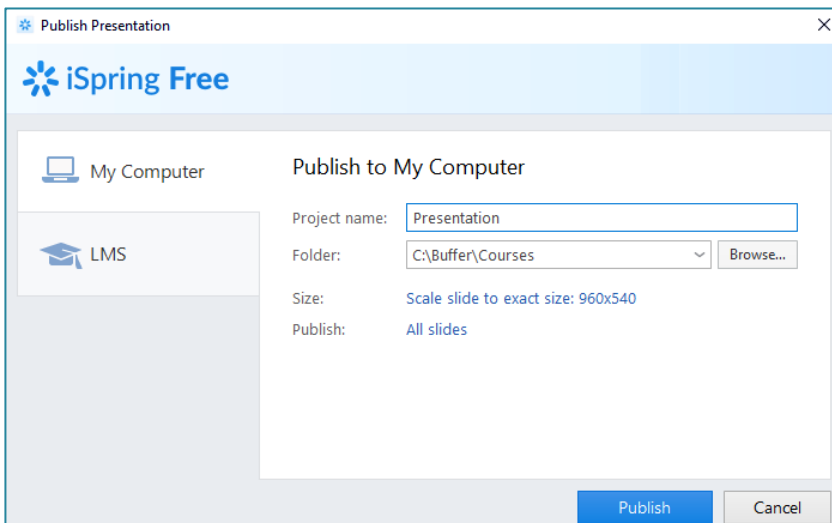 Publish Presentation
iSpring Free
My Computer
LMS
Publish to My Computer
Project name: Presentation
Folder: C:\Buffer\Courses Browse...
Size: Scale slide to exact size: 960x540
Publish: All slides
Publish Cancel